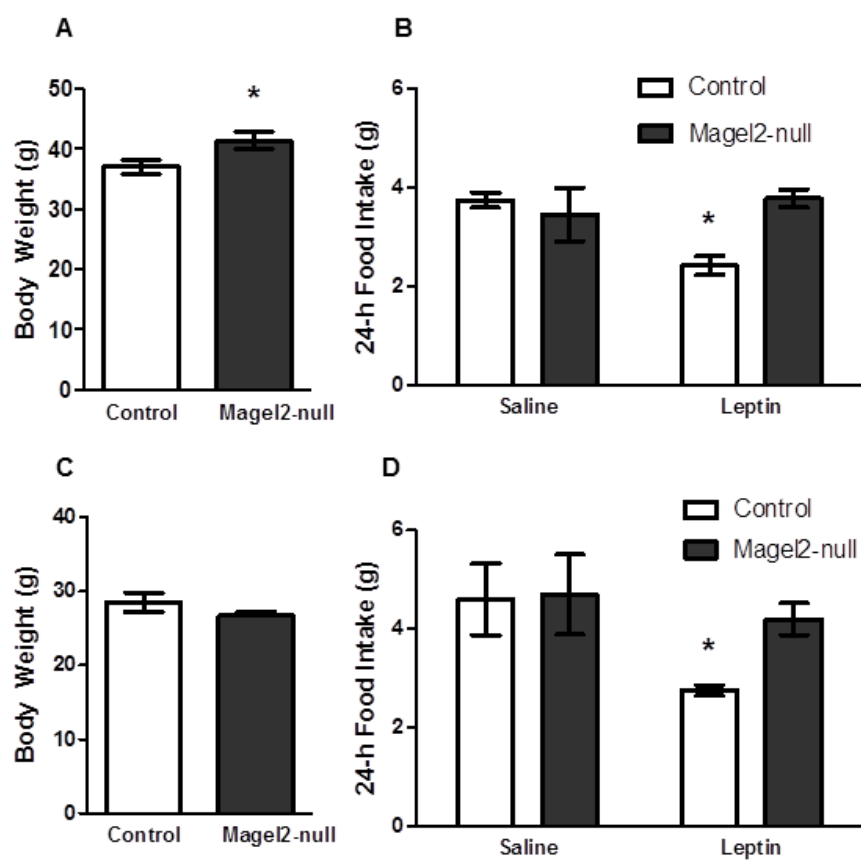 A
Body Weight (g)
50
40
30
20
10
0
*
Control Magel2-null
B
24-h Food Intake (g)
6
4
2
0
Control
Magel2-null
*
Saline Leptin
C
Body Weight (g)
40
30
20
10
0
Control Magel2-null
D
24-h Food Intake (g)
6
4
2
0
Control
Magel2-null
*
Saline Leptin